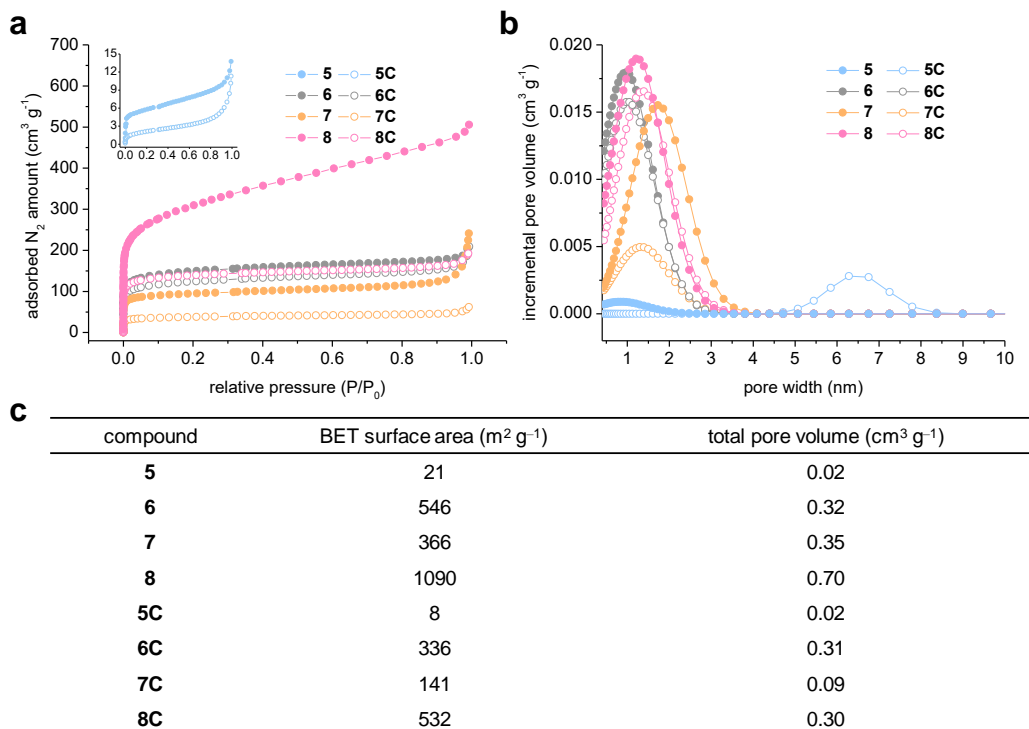 a
700
600
500
400
300
200
100
0
adsorbed N2 amount (cm3 g-1)
0.0 0.2 0.4 0.6 0.8 1.0
relative pressure (P/P0)
15
12
9
6
3
0
0.0 0.2 0.4 0.6 0.8 1.0
5 5C
6 6C
7 7C
8 8C
b
0.020
0.015
0.010
0.005
0.000
incremental pore volume (cm3 g-1)
1 2 3 4 5 6 7 8 9 10
pore width (nm)
5 5C
6 6C
7 7C
8 8C
c
compound BET surface area (m2 g–1) total pore volume (cm3 g–1)
5 21 0.02
6 546 0.32
7 366 0.35
8 1090 0.70
5C 8 0.02
6C 336 0.31
7C 141 0.09
8C 532 0.30